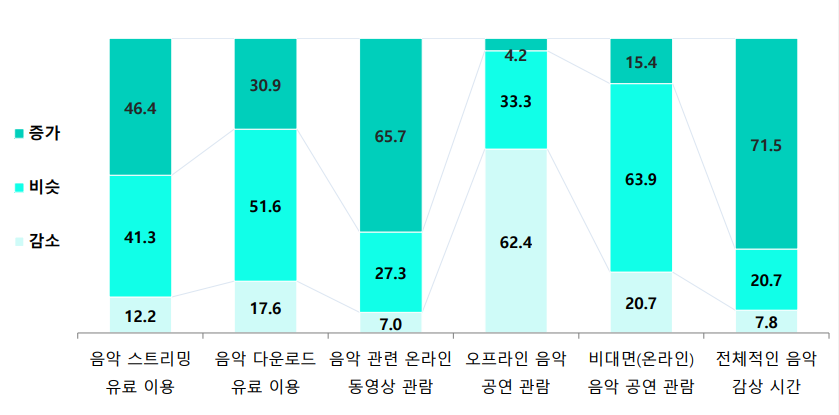 증가
비슷
감소
46.4 30.9 65.7 4.2 15.4 71.5
41.3 51.6 27.3 33.3 63.9 20.7
12.2 17.6 7.0 62.4 20.7 7.8
음악 스트리밍 음악 다운로드 음악 관련 온라인 오프라인 음악 비대면(온라인) 전체적인 음악
유료 이용 유료 이용 동영상 관람 공연 관람 음악 공연 관람 감상 시간